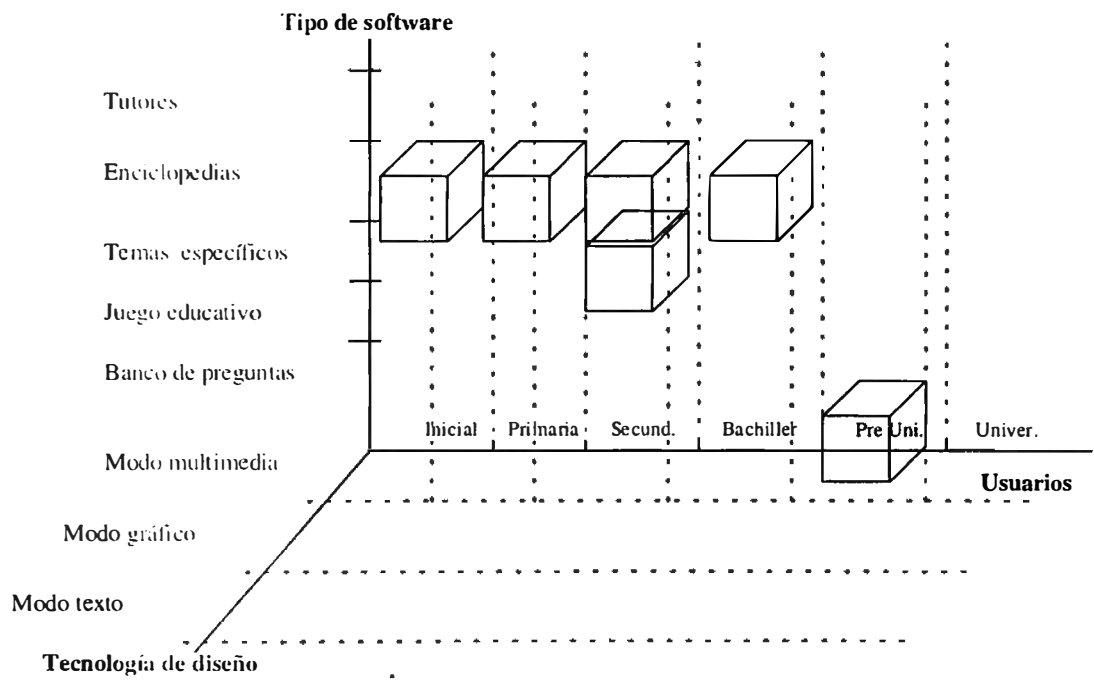 Tipo de software
Tutores
Enciclopedias
Temas específicos
Juego educativo
Banco de preguntas
Inicial Prilnaria Secund. Bachiller Pre Uni. Univer.
Modo multimedia
Usuarios
Modo gráfico
Modo texto
Tecnología de diseño